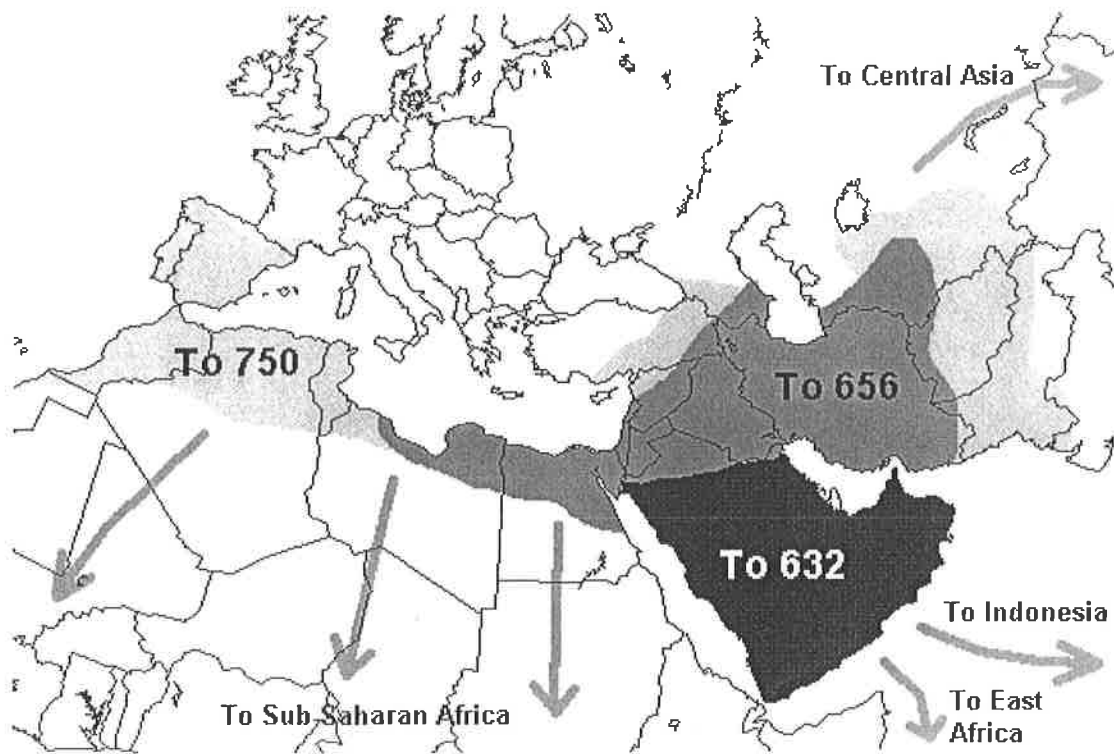 To Central Asia
To 750
To 656
To 632
To Indonesia
To Sub-Saharan Africa
To East
Africa